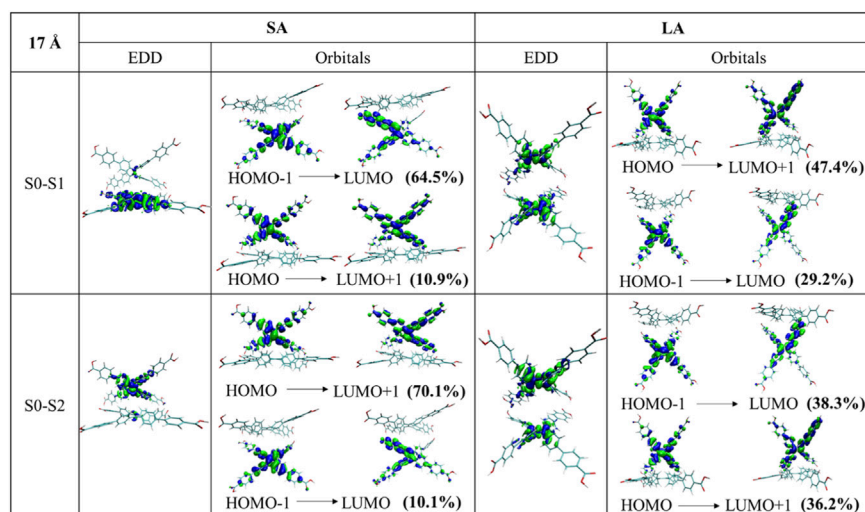 17 Å
SA
LA
EDD
Orbitals
EDD
Orbitals
S0-S1
HOMO-1 → LUMO (64.5%)
HOMO → LUMO+1 (10.9%)
HOMO → LUMO+1 (47.4%)
HOMO-1 → LUMO (29.2%)
S0-S2
HOMO → LUMO+1 (70.1%)
HOMO-1 → LUMO (10.1%)
HOMO-1 → LUMO (38.3%)
HOMO → LUMO+1 (36.2%)